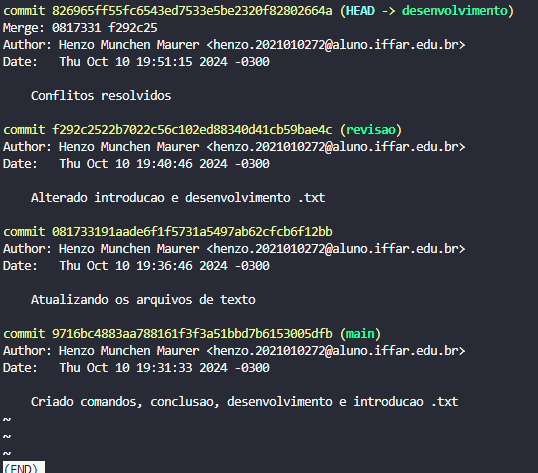 commit 826965ff55fc6543ed7533e5be2320f82802664a (HEAD -> desenvolvimento)
Merge: 0817331 f292c25
Author: Henzo Munchen Maurer <henzo.2021010272@aluno.iffar.edu.br>
Date:   Thu Oct 10 19:51:15 2024 -0300
    Conflitos resolvidos
commit f292c2522b7022c56c102ed88340d41cb59bae4c (revisao)
Author: Henzo Munchen Maurer <henzo.2021010272@aluno.iffar.edu.br>
Date:   Thu Oct 10 19:40:46 2024 -0300
    Alterado introducao e desenvolvimento .txt
commit 081733191aade6f1f5731a5497ab62cfcb6f12bb
Author: Henzo Munchen Maurer <henzo.2021010272@aluno.iffar.edu.br>
Date:   Thu Oct 10 19:36:46 2024 -0300
    Atualizando os arquivos de texto
commit 9716bc4883aa788161f3f3a51bbd7b6153005dfb (main)
Author: Henzo Munchen Maurer <henzo.2021010272@aluno.iffar.edu.br>
Date:   Thu Oct 10 19:31:33 2024 -0300
    Criado comandos, conclusao, desenvolvimento e introducao .txt
~
~
~
(END)